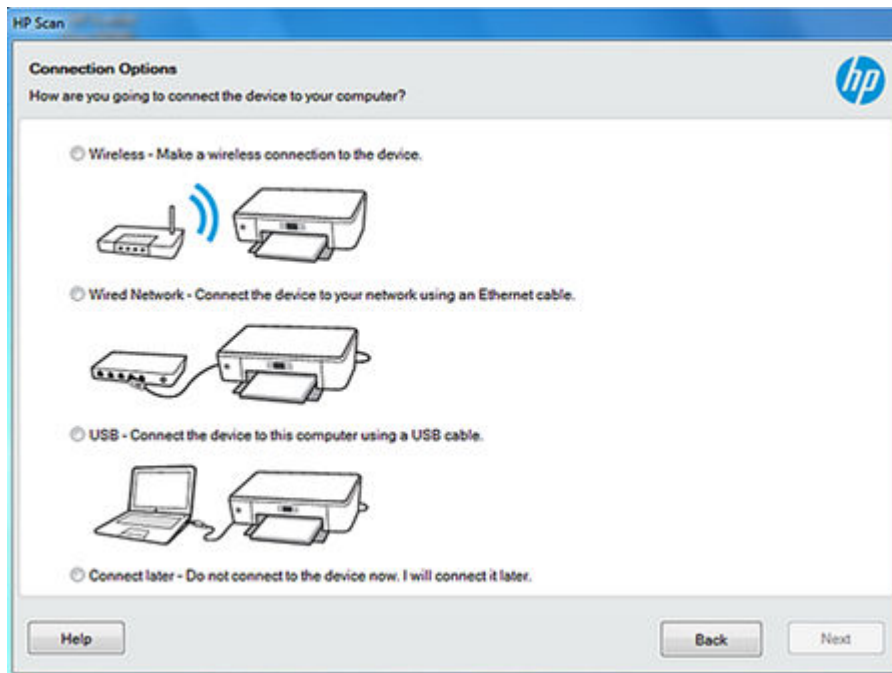 HP Scan
Connection Options
How are you going to connect the device to your computer?
hp
Wireless - Make a wireless connection to the device.
Wired Network - Connect the device to your network using an Ethernet cable.
USB - Connect the device to this computer using a USB cable.
Connect later - Do not connect to the device now. I will connect it later.
Help
Back
Next